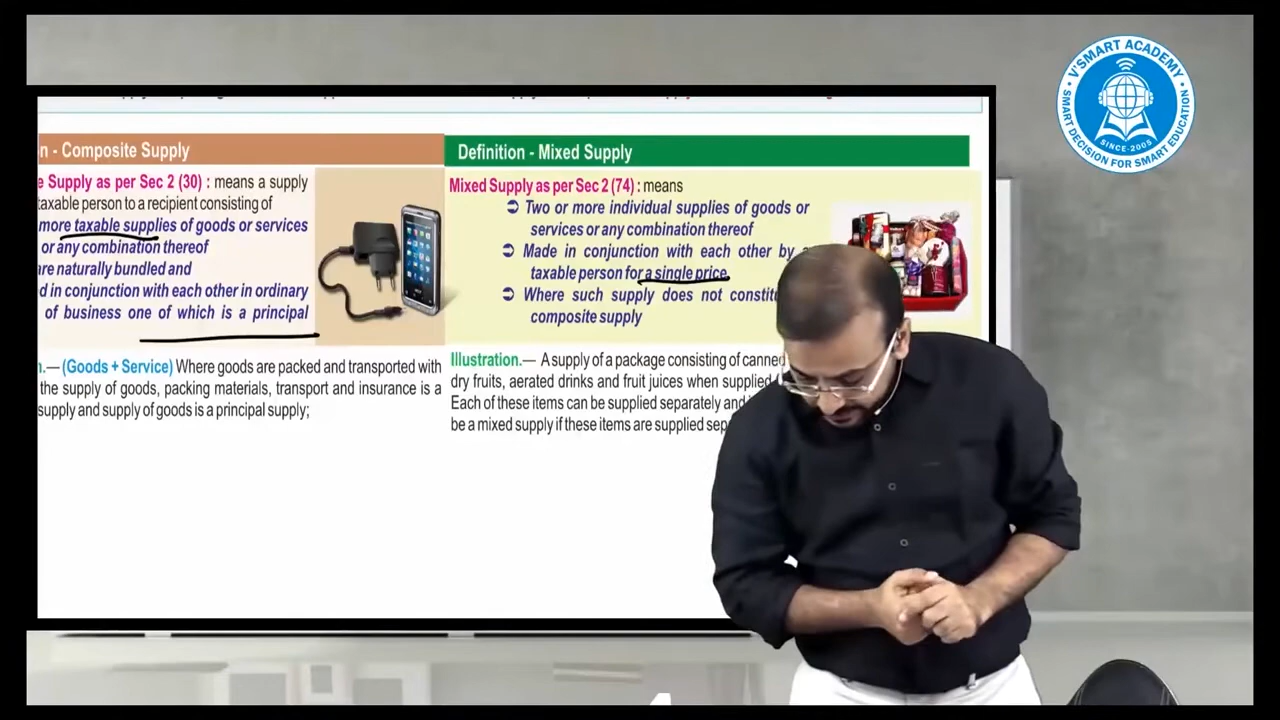 V'SMART ACADEMY
SMART DECISION FOR SMART EDUCATION
SINCE-2005
- Composite Supply
Supply as per Sec 2 (30) : means a supply
taxable person to a recipient consisting of
more taxable supplies of goods or services
or any combination thereof
are naturally bundled and
in conjunction with each other in ordinary
of business one of which is a principal
.— (Goods + Service) Where goods are packed and transported with
the supply of goods, packing materials, transport and insurance is a
supply and supply of goods is a principal supply;
Definition - Mixed Supply
Mixed Supply as per Sec 2 (74) : means
➲ Two or more individual supplies of goods or
services or any combination thereof
➲ Made in conjunction with each other by
taxable person for a single price
➲ Where such supply does not
composite supply
Illustration.— A supply of a package consisting of canned
dry fruits, aerated drinks and fruit juices when supplied
Each of these items can be supplied separately and
be a mixed supply if these items are supplied